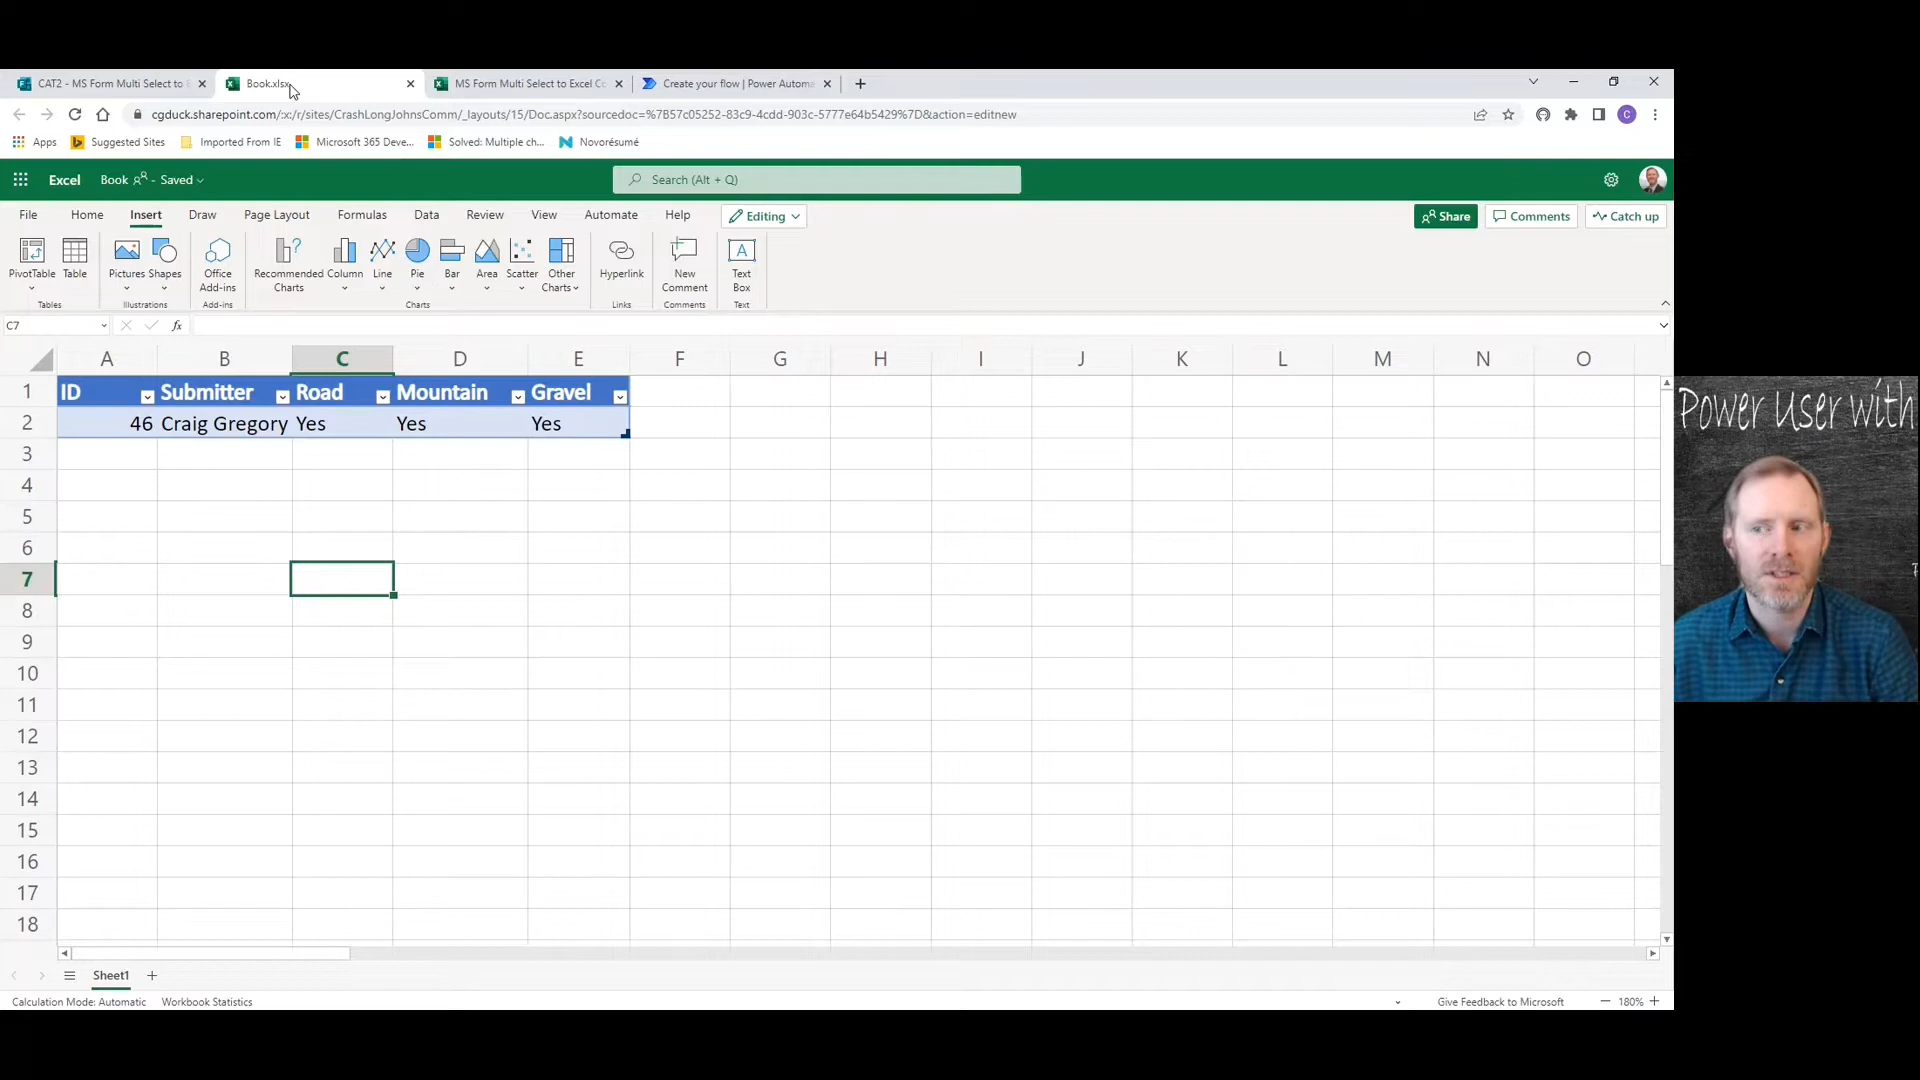 CAT2 - MS Form Multi Select to E
Book.xlsx
MS Form Multi Select to Excel Co
Create your flow | Power Automa
cgduck.sharepoint.com/:x:/r/sites/CrashLongJohnsComm/_layouts/15/Doc.aspx?sourcedoc=%7B57c05252-83c9-4cdd-903c-5777e64b5429%7D&action=editnew
C
Apps
Suggested Sites
Imported From IE
Microsoft 365 Deve...
Solved: Multiple ch...
Novorésumé
Excel
Book - Saved
Search (Alt + Q)
File Home Insert Draw Page Layout Formulas Data Review View Automate Help
Editing
Share
Comments
Catch up
PivotTable
Table
Pictures
Shapes
Office Add-ins
Recommended Charts
Column
Line
Pie
Bar
Area
Scatter
Other Charts
Hyperlink
New Comment
Text Box
Tables Illustrations Add-ins Charts Links Comments Text
C7
fx
A B C D E F G H I J K L M N O
1 ID Submitter Road Mountain Gravel
2 46 Craig Gregory Yes Yes Yes
3
4
5
6
7
8
9
10
11
12
13
14
15
16
17
18
Sheet1
Calculation Mode: Automatic Workbook Statistics
Give Feedback to Microsoft
180%
Power User with